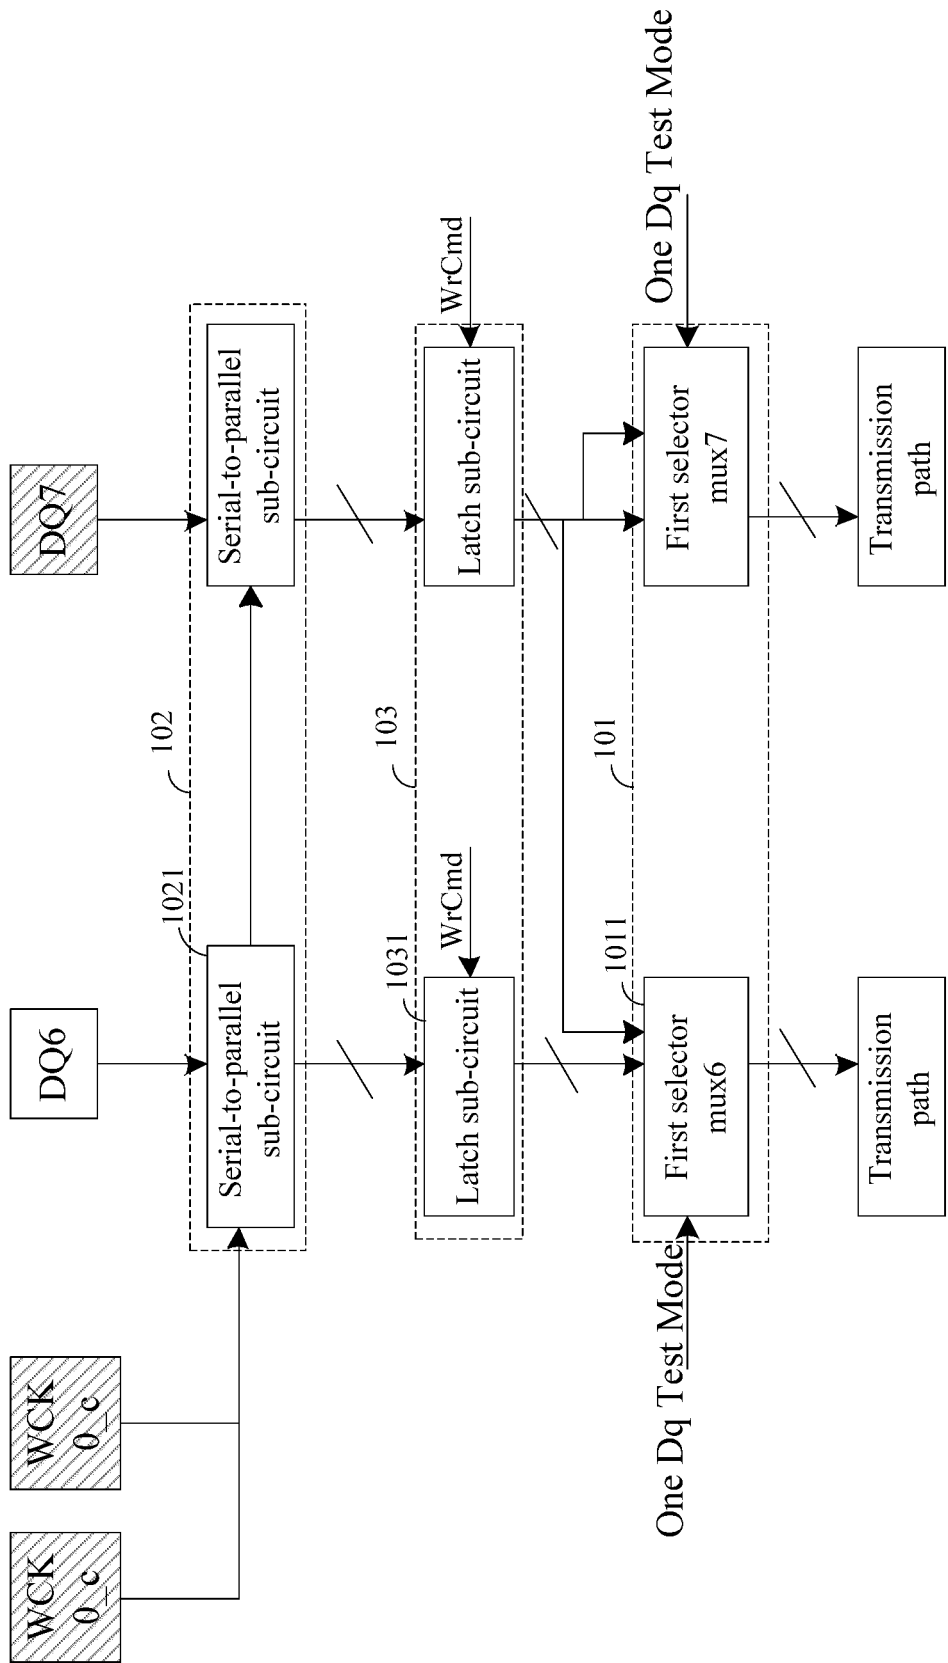 WCK
0_c
WCK
0_c
DQ6
DQ7
1021
102
Serial-to-parallel
sub-circuit
Serial-to-parallel
sub-circuit
1031
WrCmd
103
WrCmd
Latch sub-circuit
Latch sub-circuit
1011
101
One Dq Test Mode
First selector
mux6
First selector
mux7
One Dq Test Mode
Transmission
path
Transmission
path